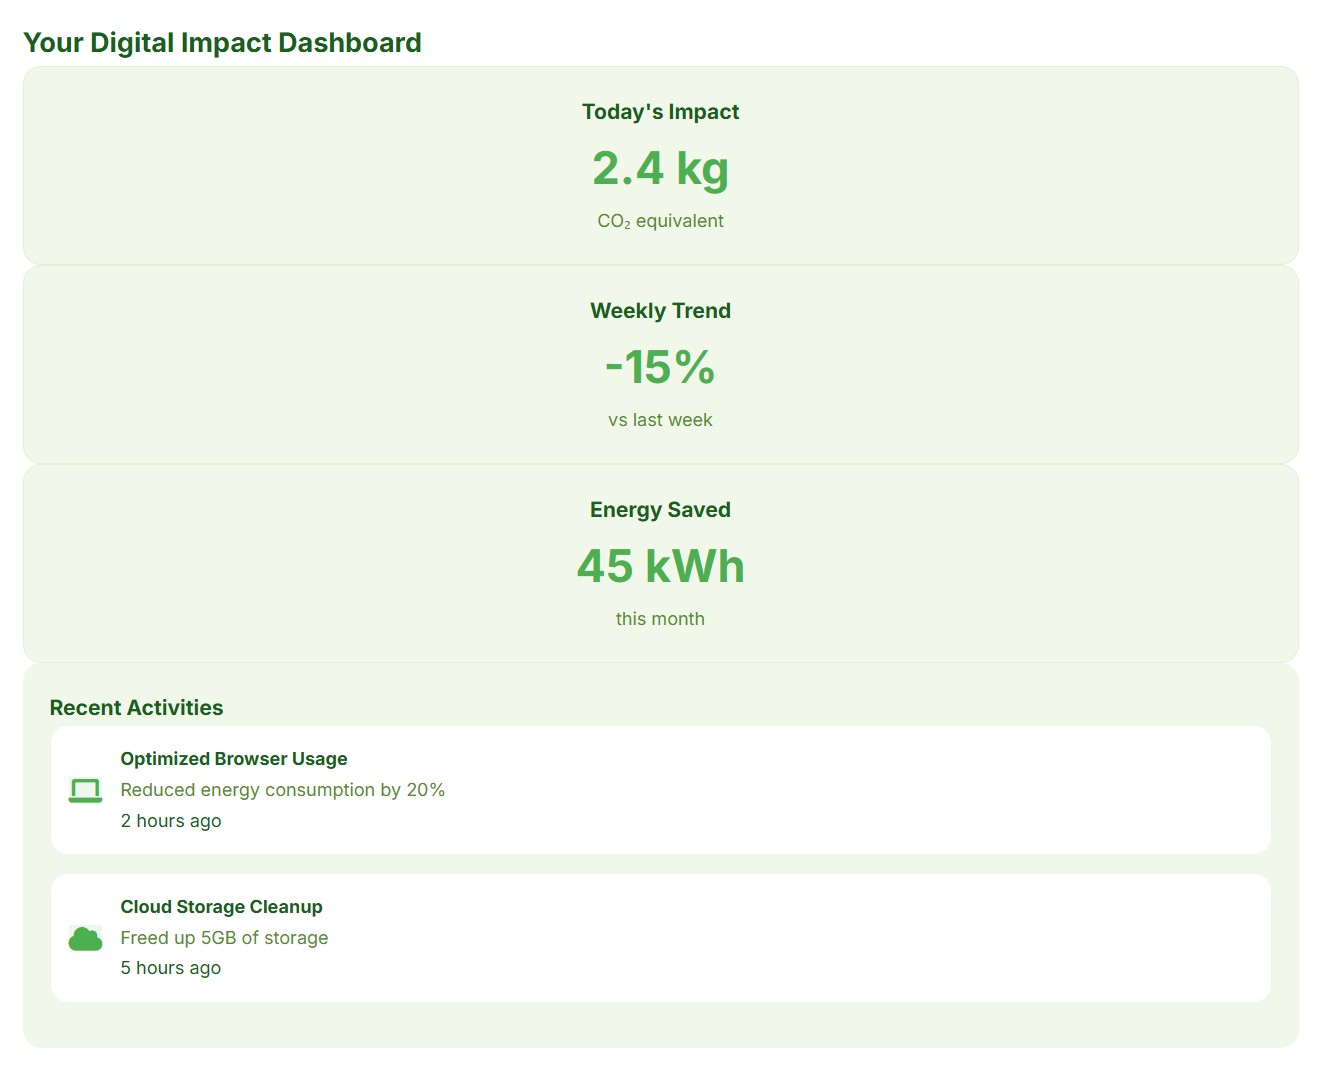 Your Digital Impact Dashboard
Today's Impact
2.4 kg
CO₂ equivalent
Weekly Trend
-15%
vs last week
Energy Saved
45 kWh
this month
Recent Activities
Optimized Browser Usage
Reduced energy consumption by 20%
2 hours ago
Cloud Storage Cleanup
Freed up 5GB of storage
5 hours ago